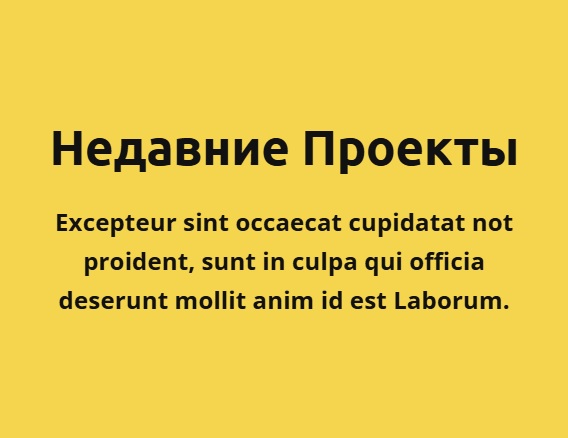 Недавние Проекты
Excepteur sint occaecat cupidatat not
proident, sunt in culpa qui officia
deserunt mollit anim id est Laborum.